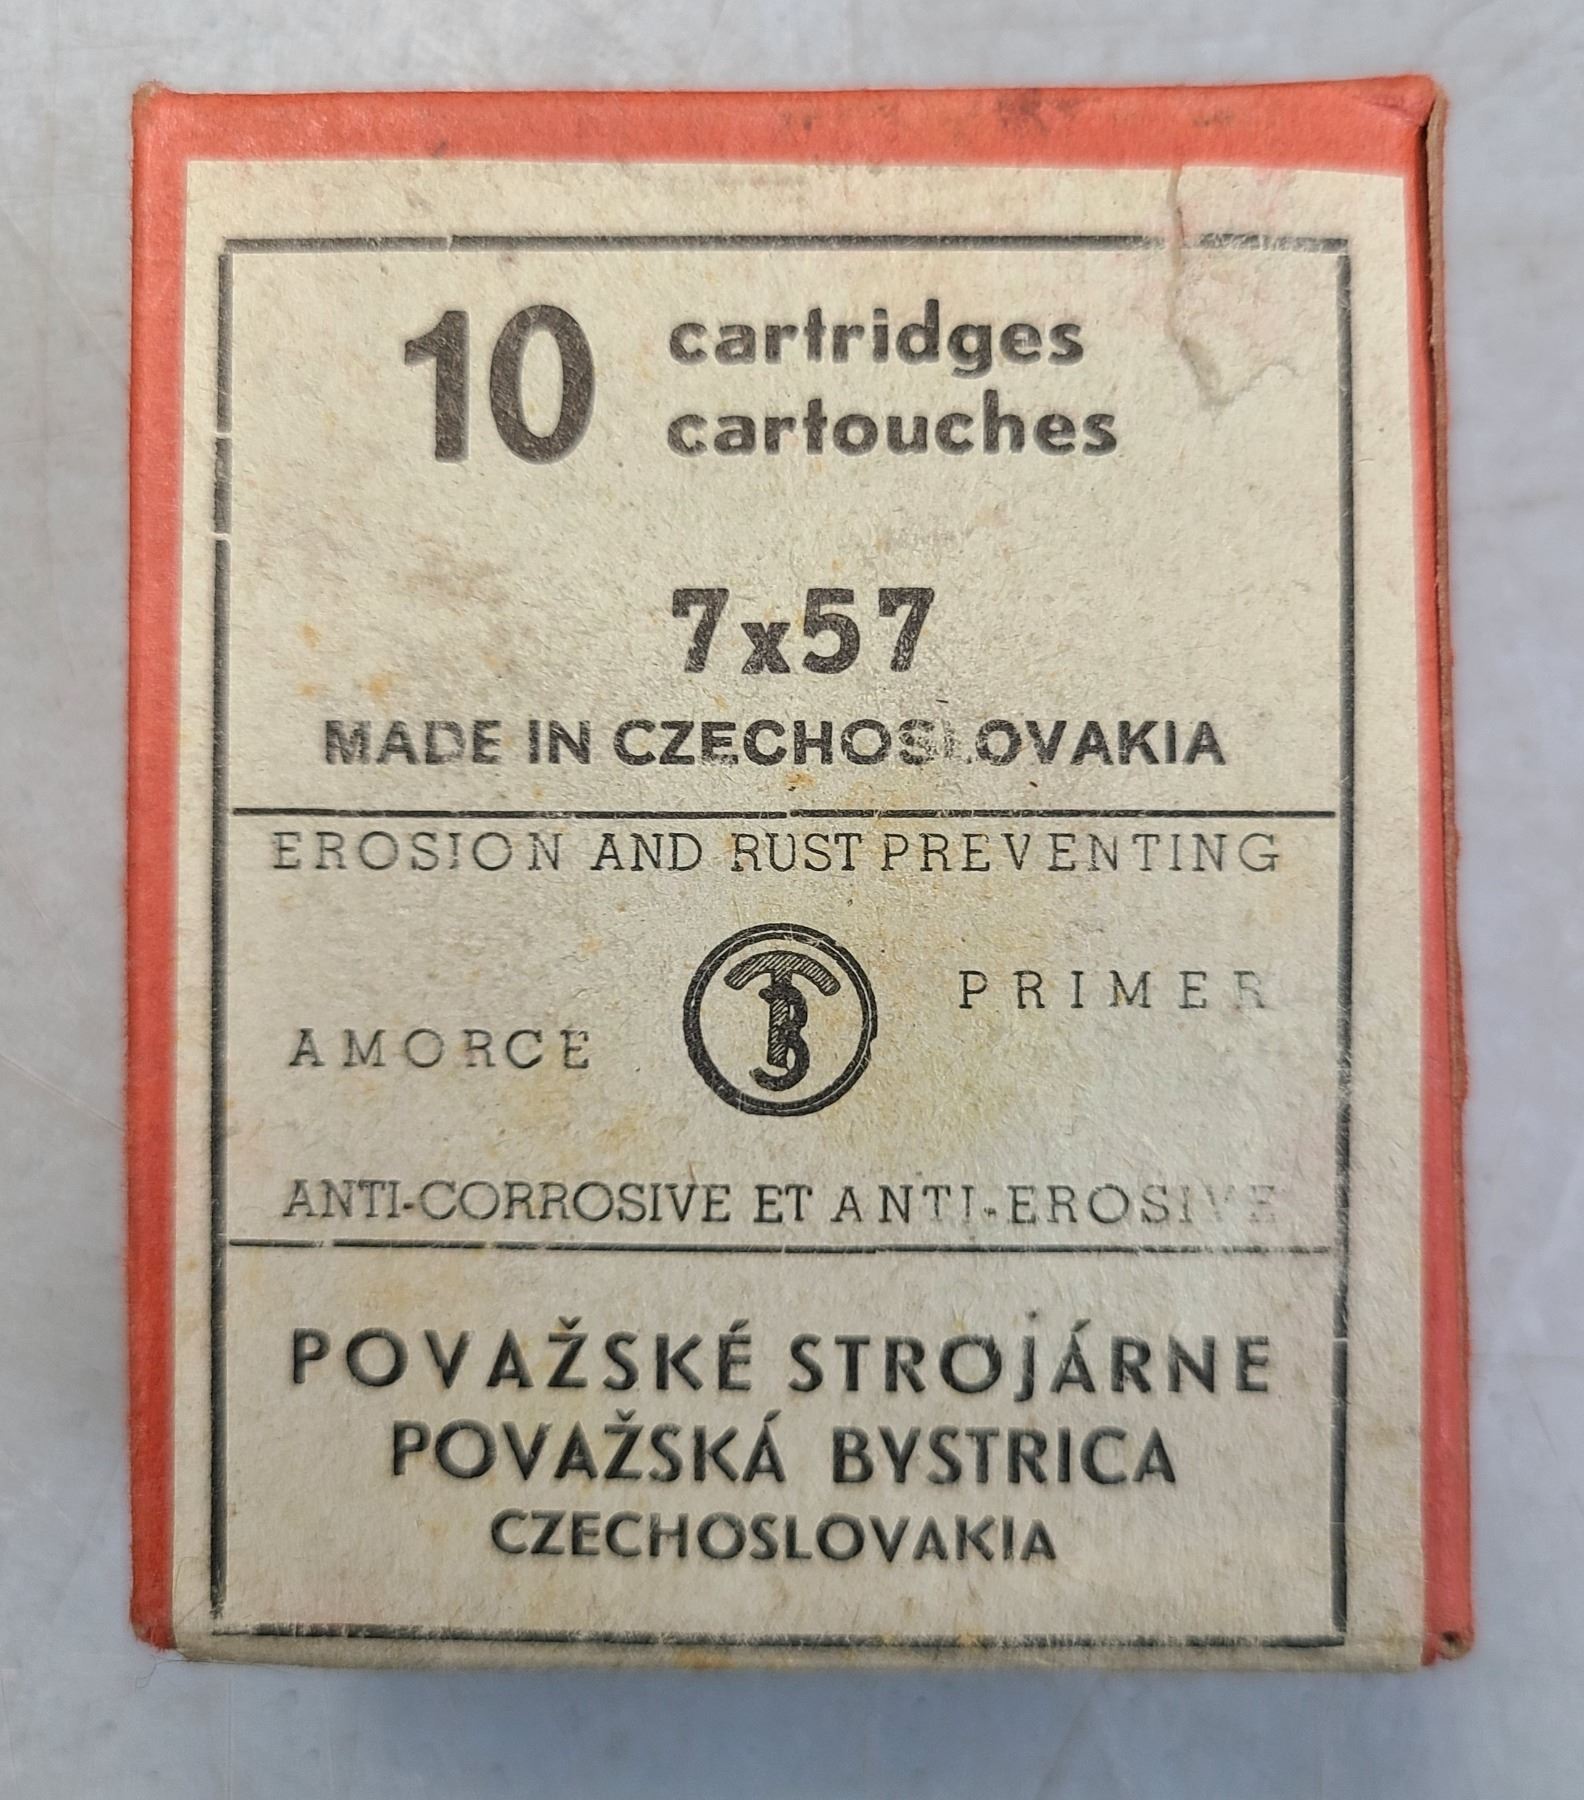 10 cartridges
cartouches
7x57
MADE IN CZECHOSLOVAKIA
EROSION AND RUST PREVENTING
PRIMER
AMORCE
ANTI-CORROSIVE ET ANTI-EROSIVE
POVAŽSKÉ STROJÁRNE
POVAŽSKÁ BYSTRICA
CZECHOSLOVAKIA